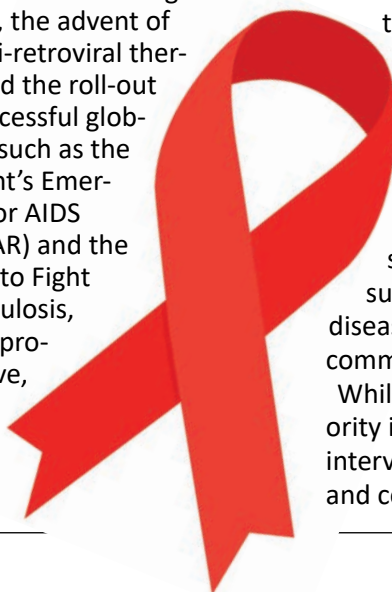 , the advent of
i-retroviral ther-
d the roll-out
cessful glob-
such as the
nt's Emer-
or AIDS
AR) and the
to Fight
ulosis,
pro-
ve,
t
s
su
disea
comm
Whil
ority i
interv
and c